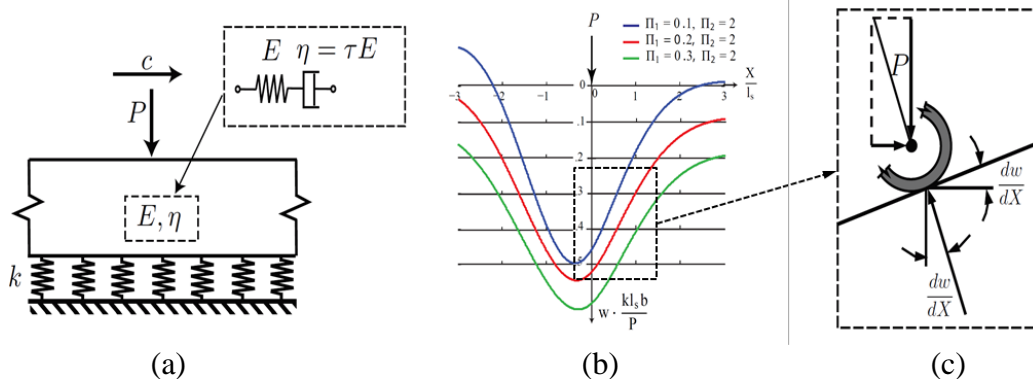 c
P
E η = τE
E, η
k
(a)
P
Π₁ = 0.1, Π₂ = 2
Π₁ = 0.2, Π₂ = 2
Π₁ = 0.3, Π₂ = 2
X/lₛ
-3 -2 -1 0 1 2 3
0
.1
.2
.3
.4
w · klₛb/P
(b)
P
dw/dX
dw/dX
(c)